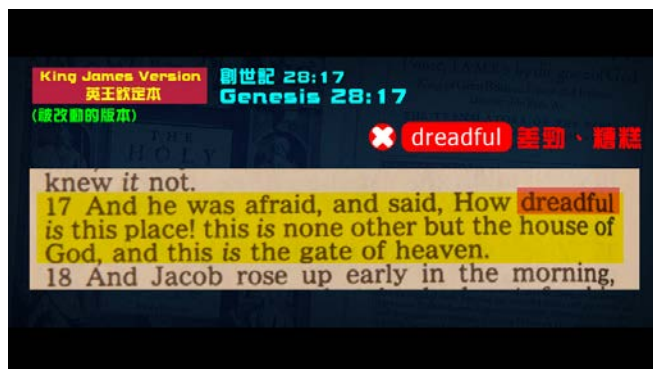 King James Version
英王欽定本
(被改動的版本)
創世記 28:17
Genesis 28:17
dreadful 差勁、糟糕
knew it not.
17 And he was afraid, and said, How dreadful
is this place! this is none other but the house of
God, and this is the gate of heaven.
18 And Jacob rose up early in the morning,
THE
HOLY